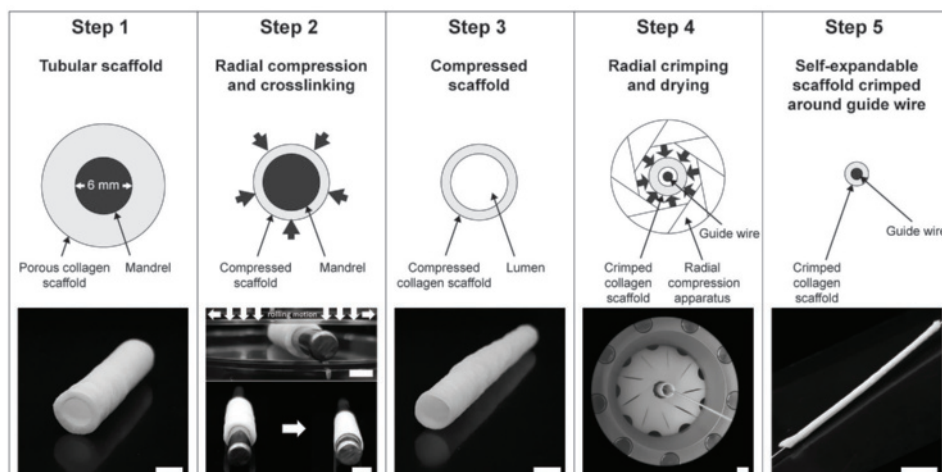 Step 1
Tubular scaffold
6 mm
Porous collagen
scaffold
Mandrel
Step 2
Radial compression
and crosslinking
Compressed
scaffold
Mandrel
rolling motion
Step 3
Compressed
scaffold
Compressed
collagen scaffold
Lumen
Step 4
Radial crimping
and drying
Guide wire
Crimped
collagen
scaffold
Radial
compression
apparatus
Step 5
Self-expandable
scaffold crimped
around guide wire
Guide wire
Crimped
collagen
scaffold